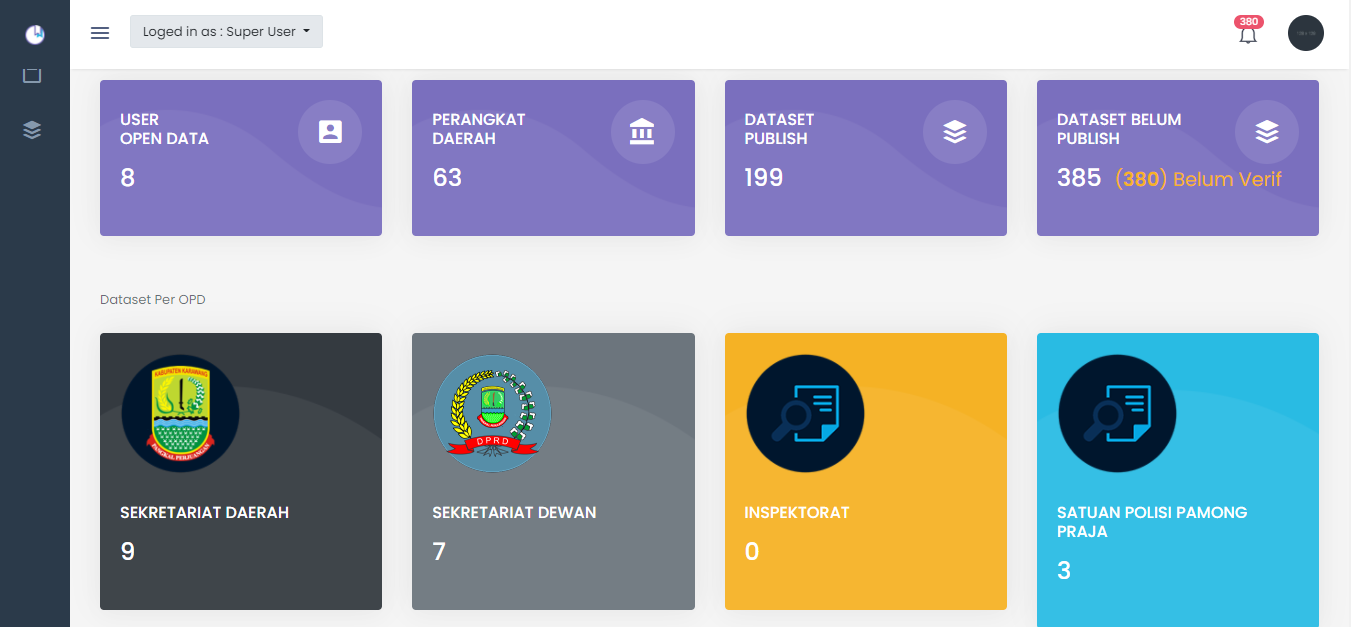 Loged in as : Super User
380
USER
OPEN DATA
8
PERANGKAT
DAERAH
63
DATASET
PUBLISH
199
DATASET BELUM
PUBLISH
385 (380) Belum Verif
Dataset Per OPD
KABUPATEN KARAWANG
PANGKAL PERJUANGAN
SEKRETARIAT DAERAH
9
DPRD
SEKRETARIAT DEWAN
7
INSPEKTORAT
0
SATUAN POLISI PAMONG
PRAJA
3